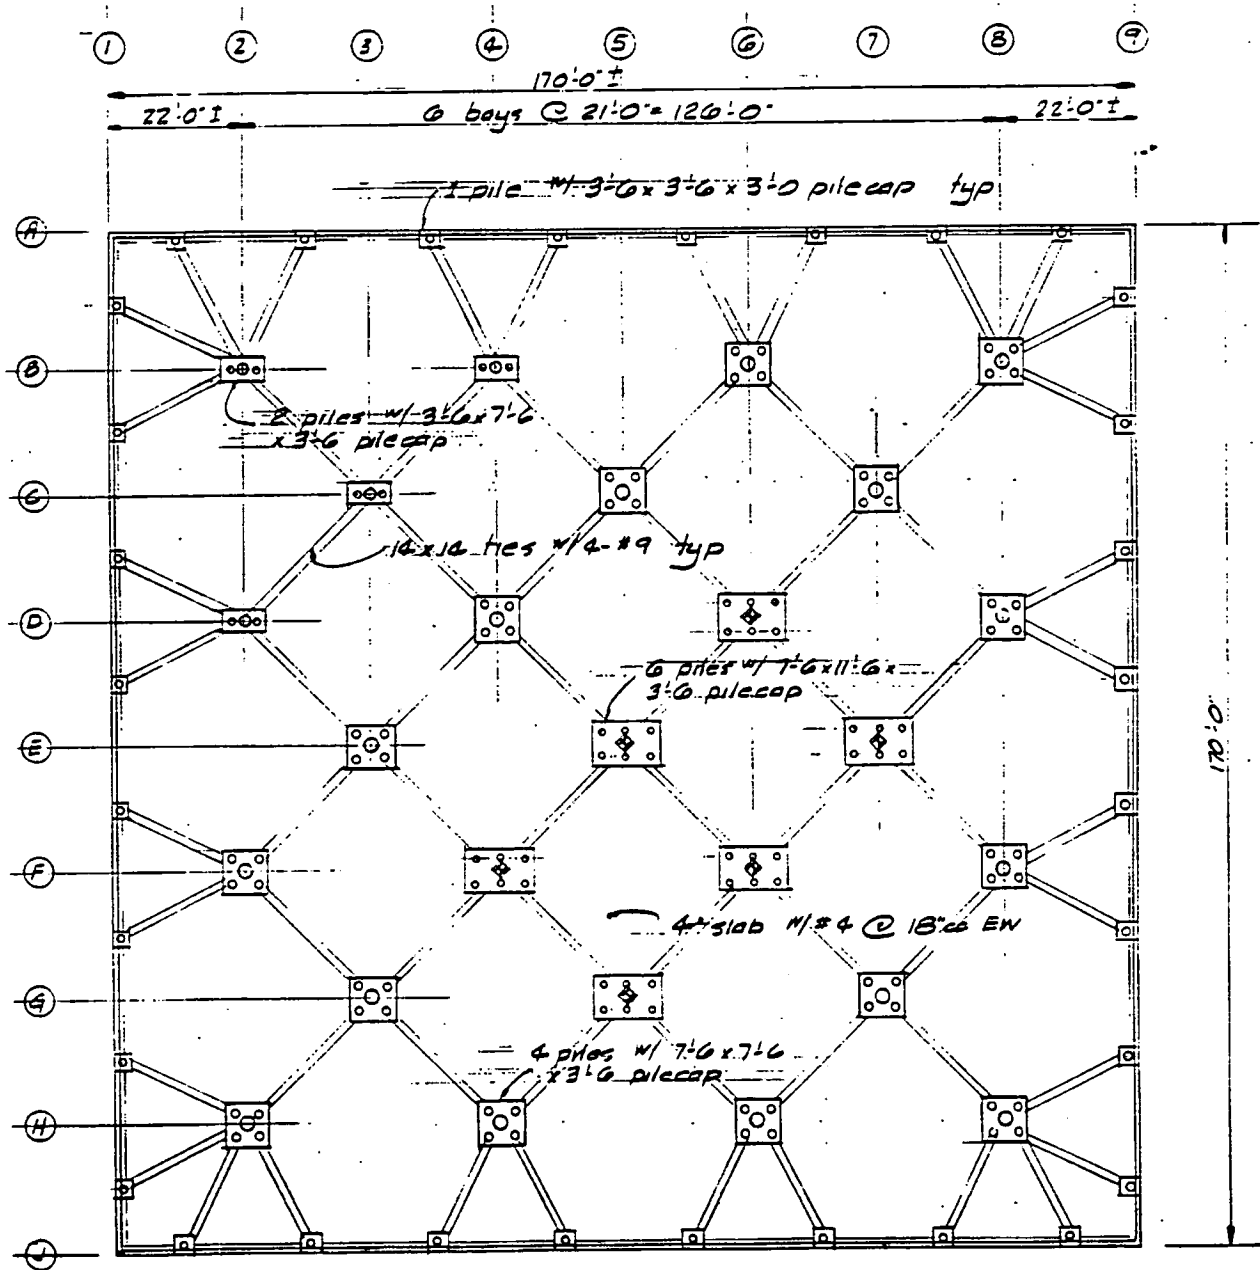 1 2 3 4 5 6 7 8 9
170'-0" ±
22'-0" ± 6 bays @ 21'-0" = 126'-0" 22'-0" ±
1 pile w/ 3'-6 x 3'-6 x 3'-0 pilecap typ
A
B
2 piles w/ 3'-6 x 7'-6
x 3'-6 pilecap
C
14 x 14 ties w/ 4-#9 typ
D
6 piles w/ 7'-6 x 11'-6 x
3'-6 pilecap
170'-0"
E
F
4" slab w/ #4 @ 18" cc EW
G
4 piles w/ 7'-6 x 7'-6
x 3'-6 pilecap
H
J